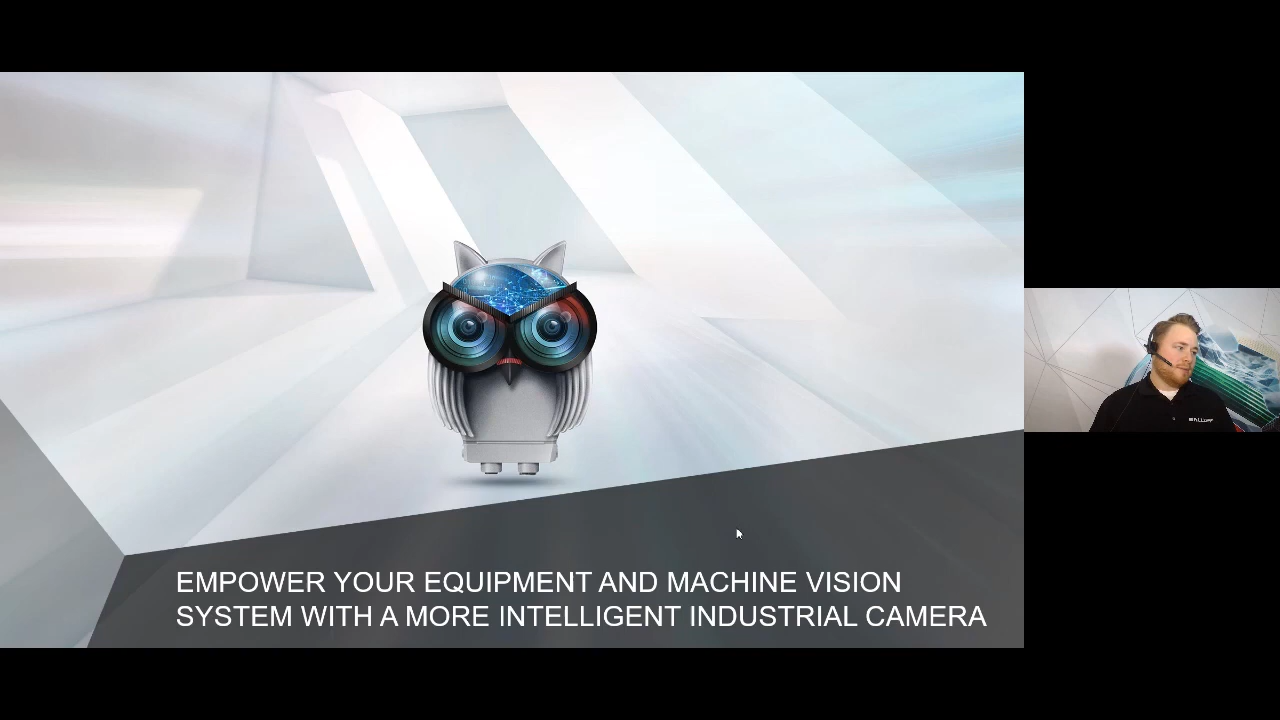 EMPOWER YOUR EQUIPMENT AND MACHINE VISION
SYSTEM WITH A MORE INTELLIGENT INDUSTRIAL CAMERA